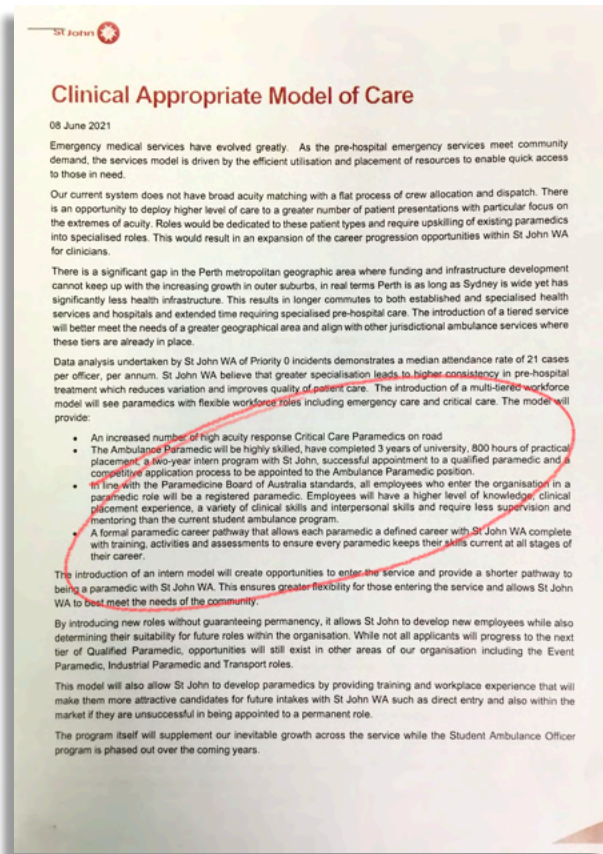 St John
Clinical Appropriate Model of Care
08 June 2021
Emergency medical services have evolved greatly. As the pre-hospital emergency services meet community
demand, the services model is driven by the efficient utilisation and placement of resources to enable quick access
to those in need.
Our current system does not have broad acuity matching with a flat process of crew allocation and dispatch. There
is an opportunity to deploy higher level of care to a greater number of patient presentations with particular focus on
the extremes of acuity. Roles would be dedicated to these patient types and require upskilling of existing paramedics
into specialised roles. This would result in an expansion of the career progression opportunities within St John WA
for clinicians.
There is a significant gap in the Perth metropolitan geographic area where funding and infrastructure development
cannot keep up with the increasing growth in outer suburbs, in real terms Perth is as long as Sydney is wide yet has
significantly less health infrastructure. This results in longer commutes to both established and specialised health
services and hospitals and extended time requiring specialised pre-hospital care. The introduction of a tiered service
will better meet the needs of a greater geographical area and align with other jurisdictional ambulance services where
these tiers are already in place.
Data analysis undertaken by St John WA of Priority 0 incidents demonstrates a median attendance rate of 21 cases
per officer, per annum. St John WA believe that greater specialisation leads to higher consistency in pre-hospital
treatment which reduces variation and improves quality of patient care. The introduction of a multi-tiered workforce
model will see paramedics with flexible workforce roles including emergency care and critical care. The model will
provide:
• An increased number of high acuity response Critical Care Paramedics on road
• The Ambulance Paramedic will be highly skilled, have completed 3 years of university, 800 hours of practical
placement, a two-year intern program with St John, successful appointment to a qualified paramedic and a
competitive application process to be appointed to the Ambulance Paramedic position.
• In line with the Paramedicine Board of Australia standards, all employees who enter the organisation in a
paramedic role will be a registered paramedic. Employees will have a higher level of knowledge, clinical
placement experience, a variety of clinical skills and interpersonal skills and require less supervision and
mentoring than the current student ambulance program.
• A formal paramedic career pathway that allows each paramedic a defined career with St John WA complete
with training, activities and assessments to ensure every paramedic keeps their skills current at all stages of
their career.
The introduction of an intern model will create opportunities to enter the service and provide a shorter pathway to
being a paramedic with St John WA. This ensures greater flexibility for those entering the service and allows St John
WA to best meet the needs of the community.
By introducing new roles without guaranteeing permanency, it allows St John to develop new employees while also
determining their suitability for future roles within the organisation. While not all applicants will progress to the next
tier of Qualified Paramedic, opportunities will still exist in other areas of our organisation including the Event
Paramedic, Industrial Paramedic and Transport roles.
This model will also allow St John to develop paramedics by providing training and workplace experience that will
make them more attractive candidates for future intakes with St John WA such as direct entry and also within the
market if they are unsuccessful in being appointed to a permanent role.
The program itself will supplement our inevitable growth across the service while the Student Ambulance Officer
program is phased out over the coming years.